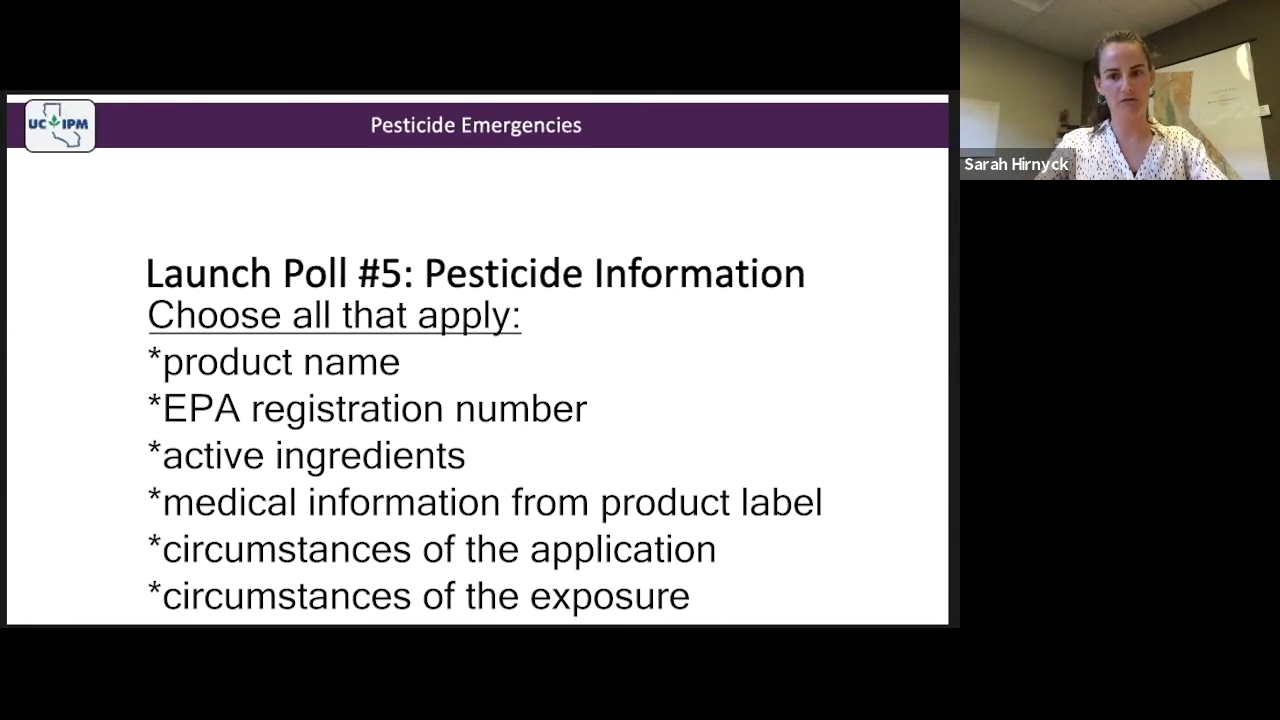 UC IPM
Pesticide Emergencies
Sarah Hirnyck
Launch Poll #5: Pesticide Information
Choose all that apply:
*product name
*EPA registration number
*active ingredients
*medical information from product label
*circumstances of the application
*circumstances of the exposure